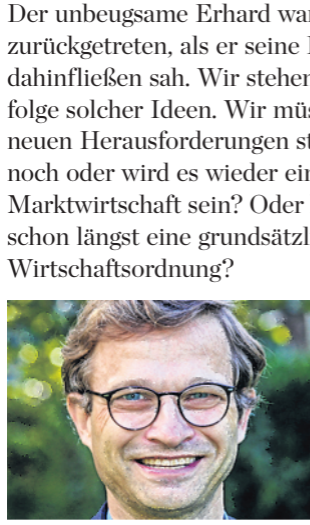 Der unbeugsame Erhard war
zurückgetreten, als er seine
dahinfließen sah. Wir stehen
folge solcher Ideen. Wir müs
neuen Herausforderungen st
noch oder wird es wieder ein
Marktwirtschaft sein? Oder
schon längst eine grundsätzl
Wirtschaftsordnung?